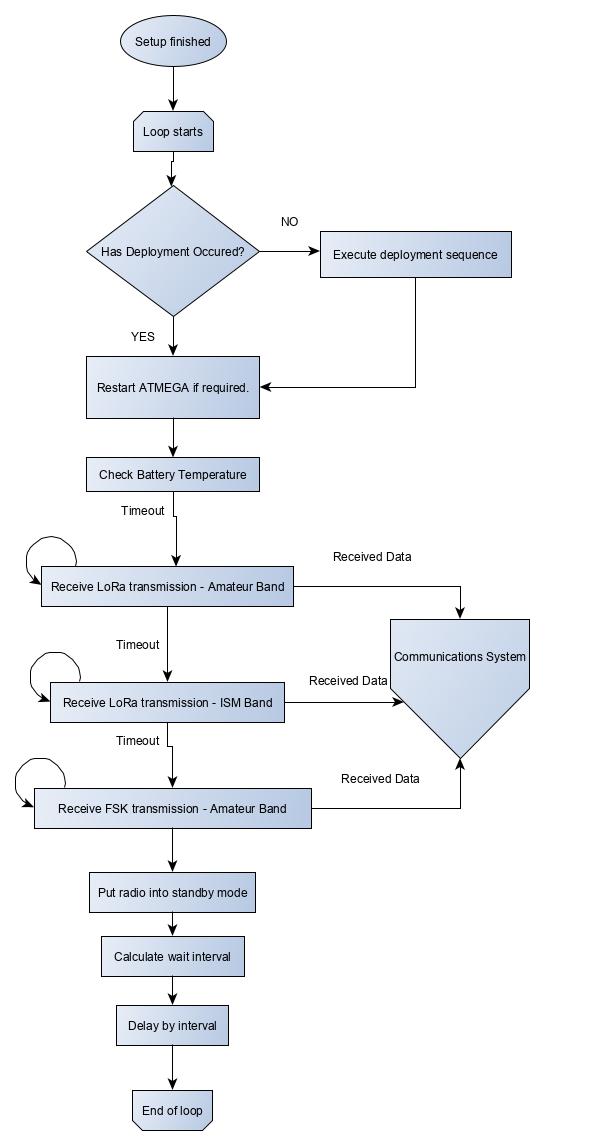 Setup finished
Loop starts
Has Deployment Occured?
NO
Execute deployment sequence
YES
Restart ATMEGA if required.
Check Battery Temperature
Timeout
Received Data
Receive LoRa transmission - Amateur Band
Timeout
Communications System
Received Data
Receive LoRa transmission - ISM Band
Timeout
Received Data
Receive FSK transmission - Amateur Band
Put radio into standby mode
Calculate wait interval
Delay by interval
End of loop